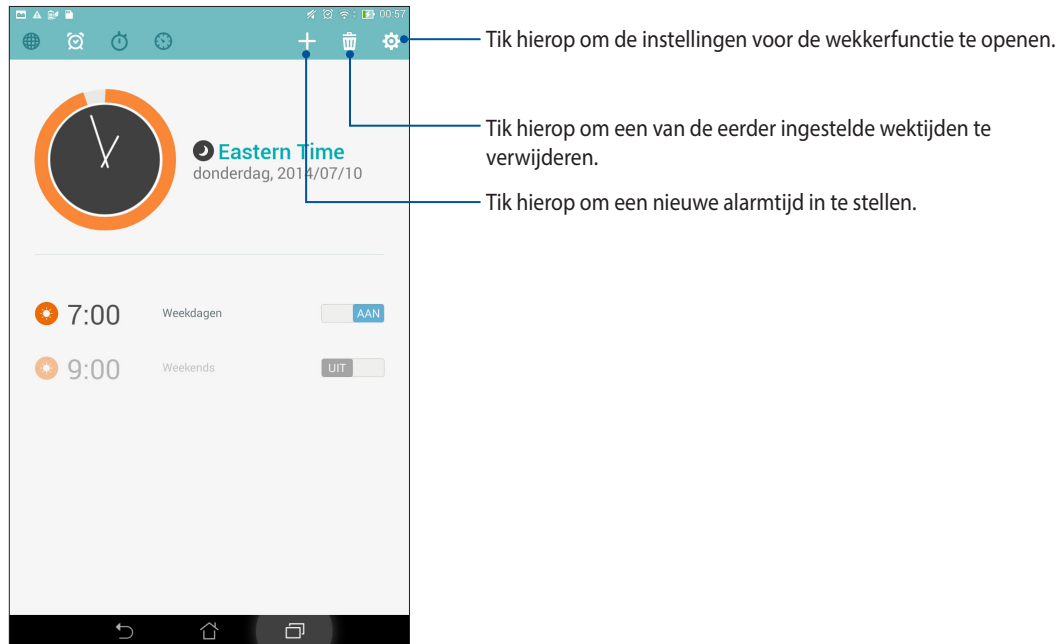 00:57
Tik hierop om de instellingen voor de wekkerfunctie te openen.
Tik hierop om een van de eerder ingestelde wektijden te
verwijderen.
Eastern Time
donderdag, 2014/07/10
Tik hierop om een nieuwe alarmtijd in te stellen.
7:00 Weekdagen AAN
9:00 Weekends UIT